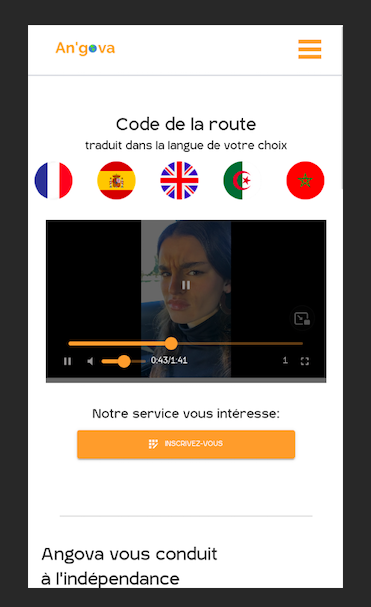 An'gova
Code de la route
traduit dans la langue de votre choix
0:43/1:41
1
Notre service vous intéresse:
INSCRIVEZ-VOUS
Angova vous conduit
à l'indépendance